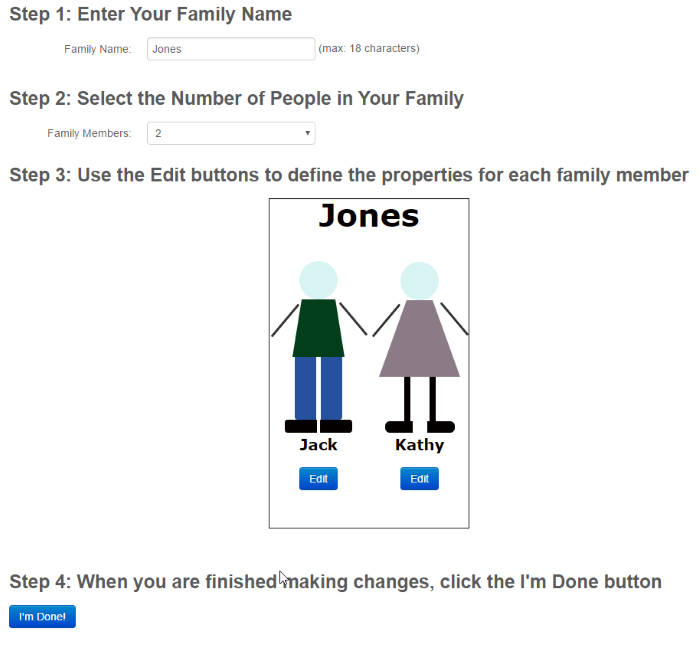 Step 1: Enter Your Family Name
Family Name: Jones (max: 18 characters)
Step 2: Select the Number of People in Your Family
Family Members: 2
Step 3: Use the Edit buttons to define the properties for each family member
Jones
Jack Kathy
Edit Edit
Step 4: When you are finished making changes, click the I'm Done button
I'm Done!